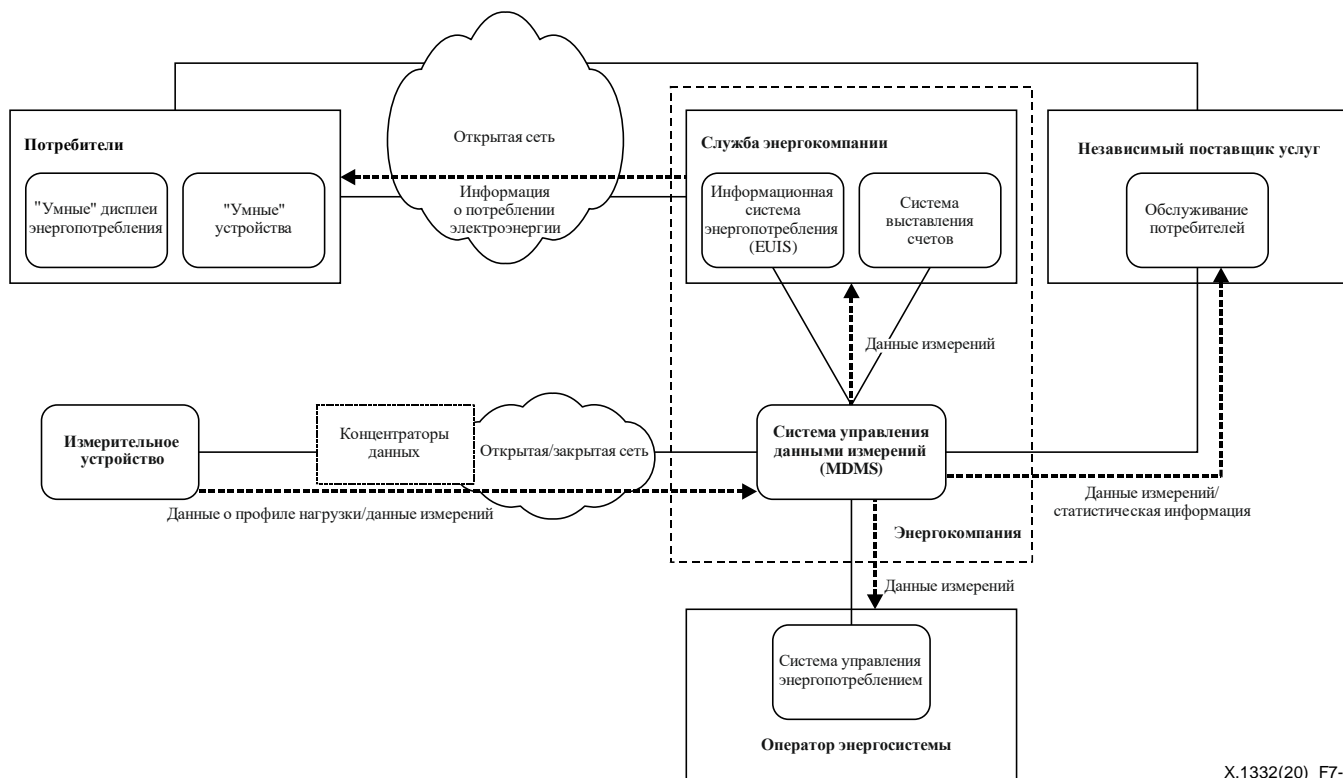 Открытая сеть
Потребители
"Умные" дисплеи
энергопотребления
"Умные"
устройства
Информация
о потреблении
электроэнергии
Служба энергокомпании
Информационная
система
энергопотребления
(EUIS)
Система
выставления
счетов
Независимый поставщик услуг
Обслуживание
потребителей
Данные измерений
Измерительное
устройство
Концентраторы
данных
Открытая/закрытая сеть
Система управления
данными измерений
(MDMS)
Данные о профиле нагрузки/данные измерений
Данные измерений/
статистическая информация
Энергокомпания
Данные измерений
Система управления
энергопотреблением
Оператор энергосистемы
X.1332(20)_F7-